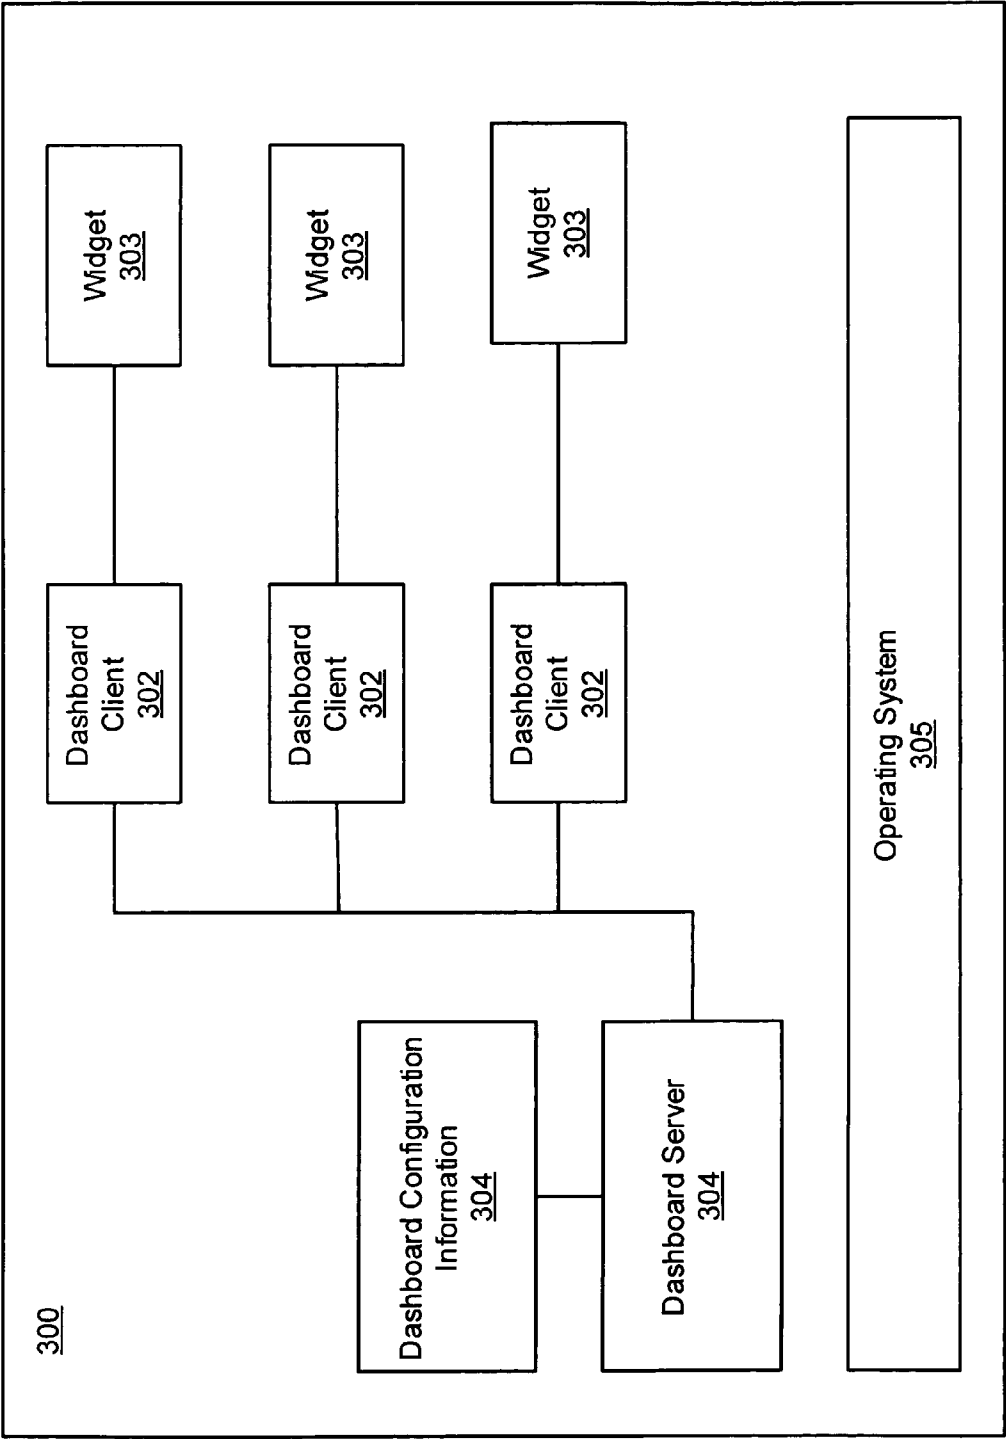 300
Dashboard
Client
302
Widget
303
Dashboard
Client
302
Widget
303
Dashboard Configuration
Information
304
Dashboard
Client
302
Widget
303
Dashboard Server
304
Operating System
305